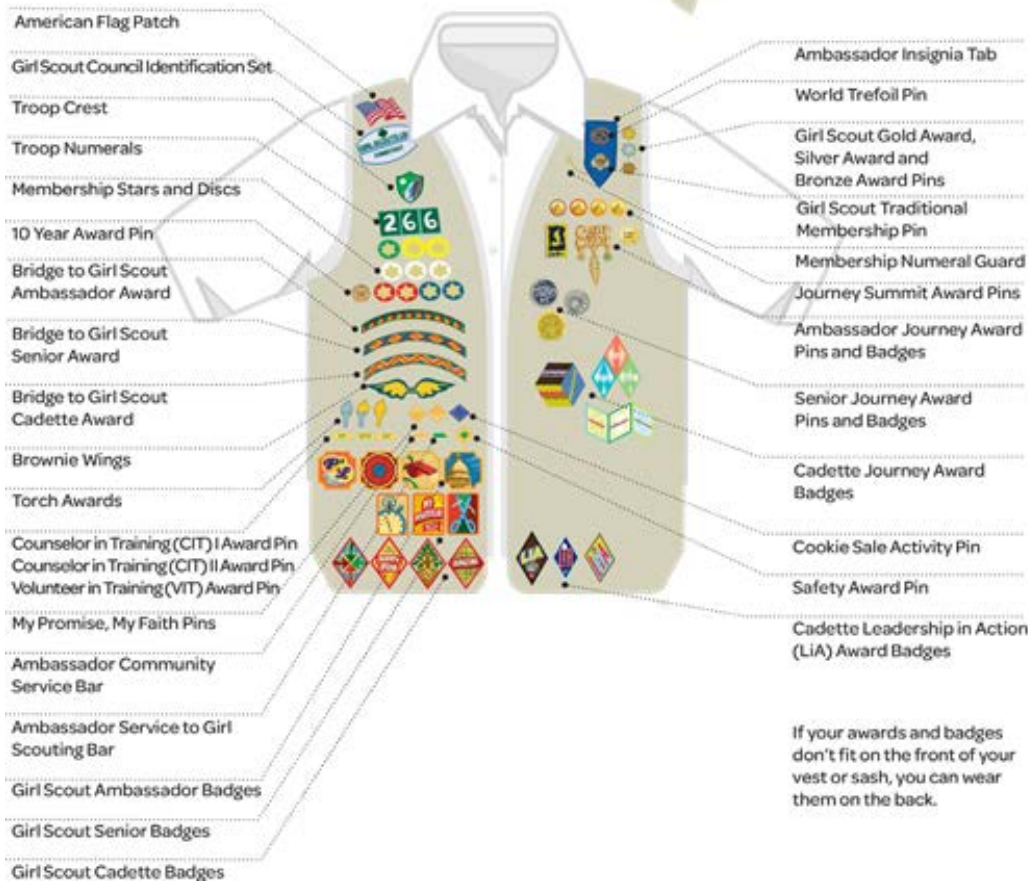 American Flag Patch
Girl Scout Council Identification Set
Troop Crest
Troop Numerals
Membership Stars and Discs
10 Year Award Pin
Bridge to Girl Scout
Ambassador Award
Bridge to Girl Scout
Senior Award
Bridge to Girl Scout
Cadette Award
Brownie Wings
Torch Awards
Counselor in Training (CIT) I Award Pin
Counselor in Training (CIT) II Award Pin
Volunteer in Training (VIT) Award Pin
My Promise, My Faith Pins
Ambassador Community
Service Bar
Ambassador Service to Girl
Scouting Bar
Girl Scout Ambassador Badges
Girl Scout Senior Badges
Girl Scout Cadette Badges
266
LiA
Ambassador Insignia Tab
World Trefoil Pin
Girl Scout Gold Award,
Silver Award and
Bronze Award Pins
Girl Scout Traditional
Membership Pin
Membership Numeral Guard
Journey Summit Award Pins
Ambassador Journey Award
Pins and Badges
Senior Journey Award
Pins and Badges
Cadette Journey Award
Badges
Cookie Sale Activity Pin
Safety Award Pin
Cadette Leadership in Action
(LiA) Award Badges
If your awards and badges
don't fit on the front of your
vest or sash, you can wear
them on the back.